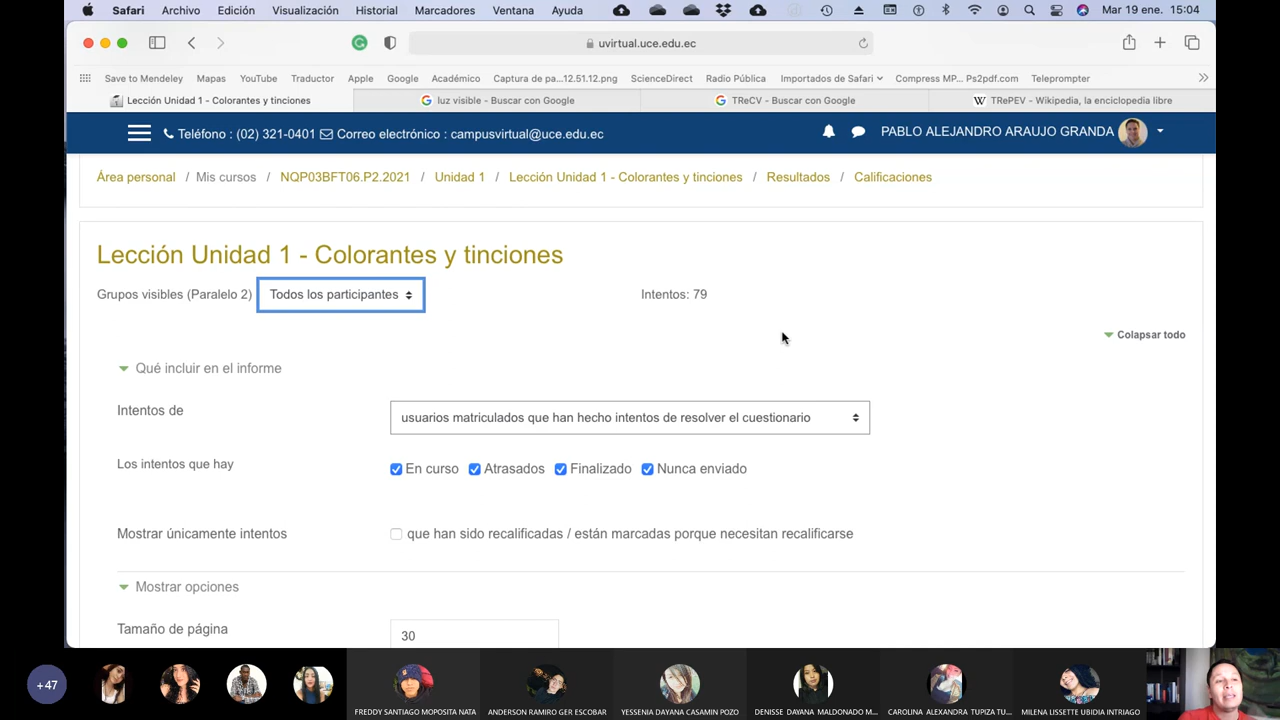 Safari Archivo Edición Visualización Historial Marcadores Ventana Ayuda Mar 19 ene. 15:04
uvirtual.uce.edu.ec
Save to Mendeley Mapas YouTube Traductor Apple Google Académico Captura de pa...12.51.12.png ScienceDirect Radio Pública Importados de Safari Compress MP... Ps2pdf.com Teleprompter
Lección Unidad 1 - Colorantes y tinciones luz visible - Buscar con Google TReCV - Buscar con Google TRePEV - Wikipedia, la enciclopedia libre
Teléfono : (02) 321-0401 Correo electrónico : campusvirtual@uce.edu.ec PABLO ALEJANDRO ARAUJO GRANDA
Área personal / Mis cursos / NQP03BFT06.P2.2021 / Unidad 1 / Lección Unidad 1 - Colorantes y tinciones / Resultados / Calificaciones
Lección Unidad 1 - Colorantes y tinciones
Grupos visibles (Paralelo 2) Todos los participantes Intentos: 79
Colapsar todo
Qué incluir en el informe
Intentos de usuarios matriculados que han hecho intentos de resolver el cuestionario
Los intentos que hay En curso Atrasados Finalizado Nunca enviado
Mostrar únicamente intentos que han sido recalificadas / están marcadas porque necesitan recalificarse
Mostrar opciones
Tamaño de página 30
+47
FREDDY SANTIAGO MOPOSITA NATA ANDERSON RAMIRO GER ESCOBAR YESSENIA DAYANA CASAMIN POZO DENISSE DAYANA MALDONADO M... CAROLINA ALEXANDRA TUPIZA TU... MILENA LISSETTE UBIDIA INTRIAGO